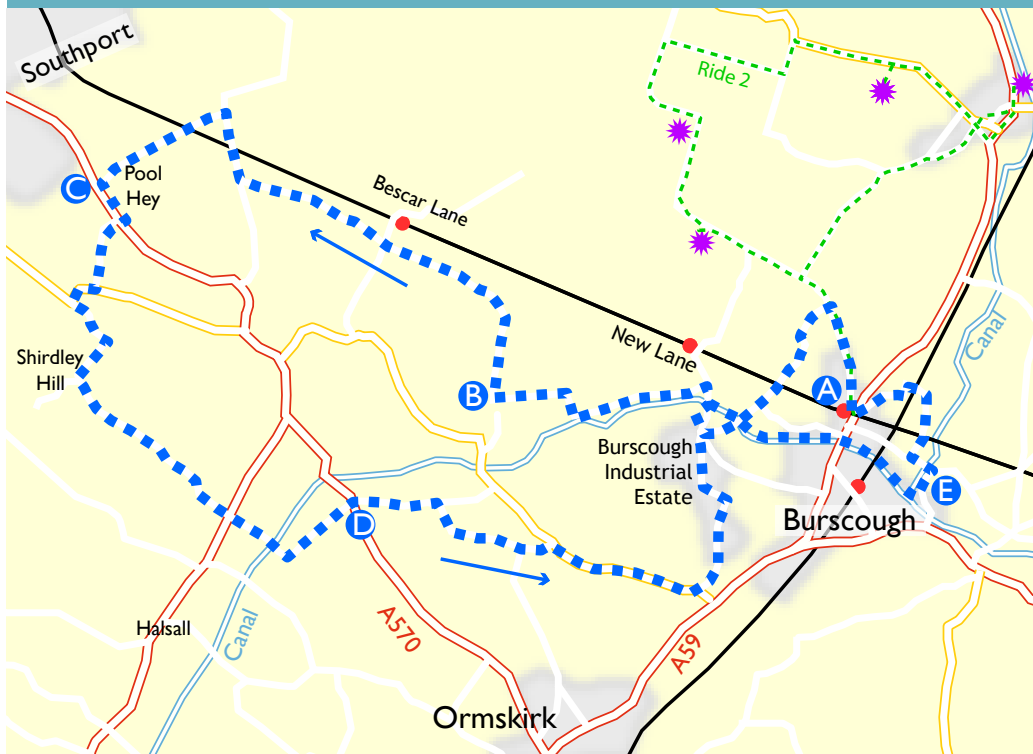 Southport
Ride 2
C
Pool
Hey
Bescar Lane
New Lane
Canal
Shirdley
Hill
B
A
Burscough
Industrial
Estate
E
Burscough
D
Halsall
Canal
A570
A59
Ormskirk